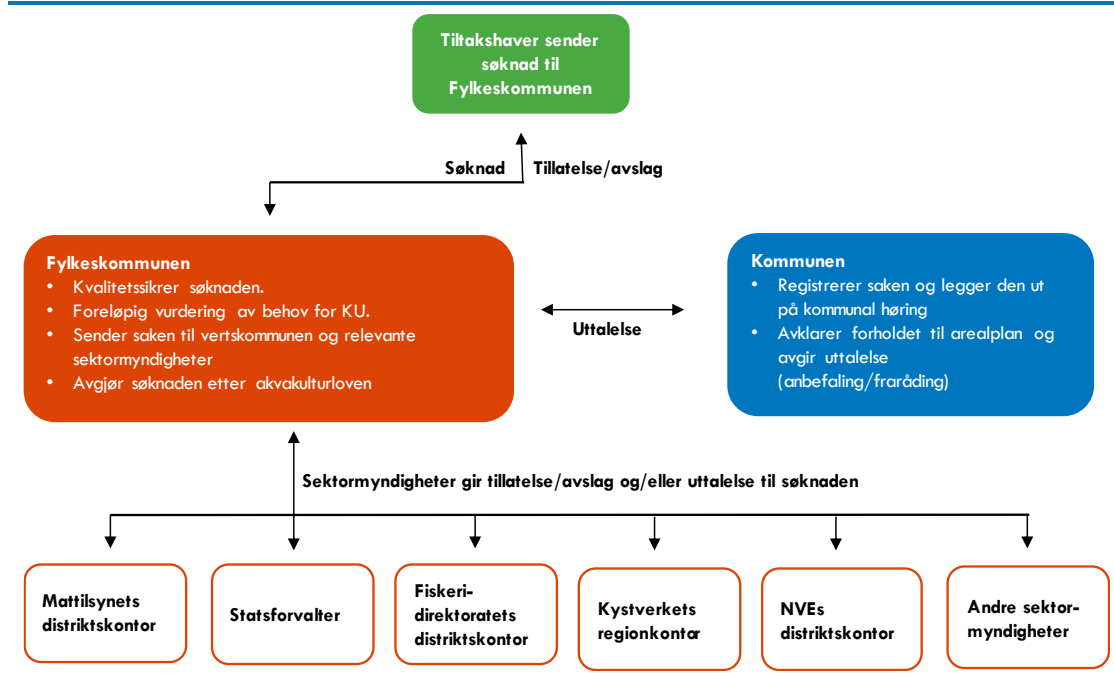 Tiltakshaver sender
søknad til
Fylkeskommunen
Søknad
Tillatelse/avslag
Fylkeskommunen
• Kvalitetssikrer søknaden.
• Foreløpig vurdering av behov for KU.
• Sender saken til vertskommunen og relevante
sektormyndigheter
• Avgjør søknaden etter akvakulturloven
Uttalelse
Kommunen
• Registrerer saken og legger den ut
på kommunal høring
• Avklarer forholdet til arealplan og
avgir uttalelse
(anbefaling/fraråding)
Sektormyndigheter gir tillatelse/avslag og/eller uttalelse til søknaden
Mattilsynets
distriktskontor
Statsforvalter
Fiskeri-
direktoratets
distriktskontor
Kystverkets
regionkontor
NVEs
distriktskontor
Andre sektor-
myndigheter